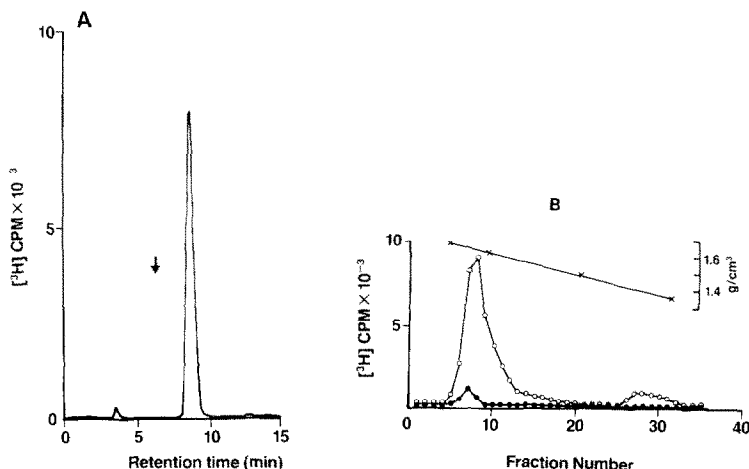 A
10
5
0
[³H] CPM × 10⁻³
0 5 10 15
Retention time (min)
B
10
5
0
[³H] CPM × 10⁻³
1.6
1.4
g/cm³
0 10 20 30 40
Fraction Number